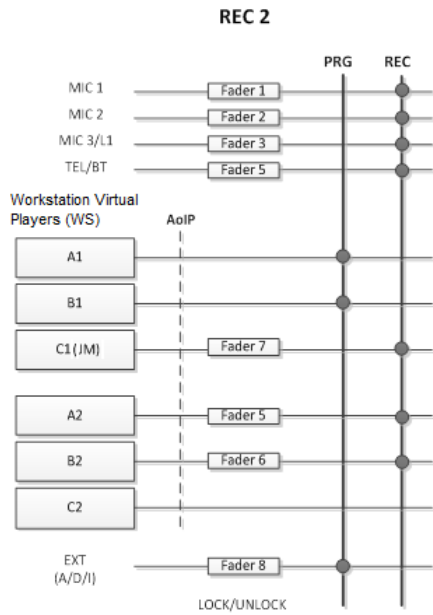 REC 2
PRG REC
MIC 1 Fader 1
MIC 2 Fader 2
MIC 3/L1 Fader 3
TEL/BT Fader 5
Workstation Virtual
Players (WS) AoIP
A1
B1
C1(JM) Fader 7
A2 Fader 5
B2 Fader 6
C2
EXT Fader 8
(A/D/I)
LOCK/UNLOCK